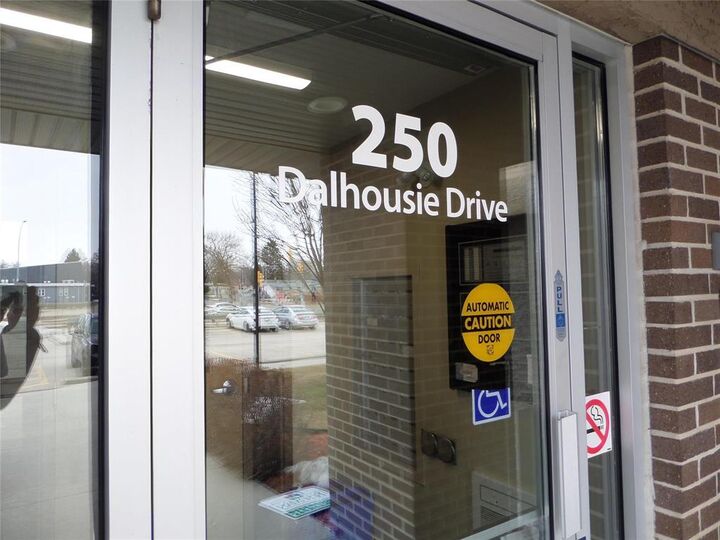 250
Dalhousie Drive
AUTOMATIC
CAUTION
DOOR
PULL